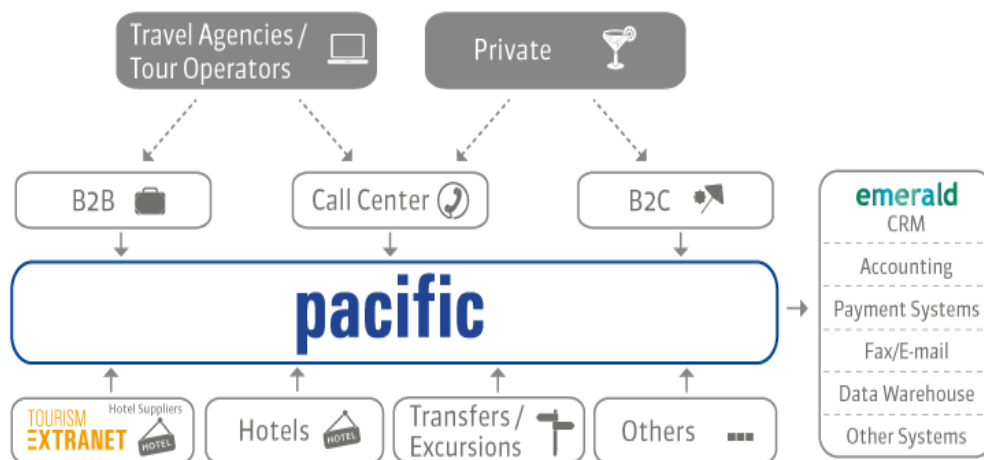 Travel Agencies /
Tour Operators
Private
B2B
Call Center
B2C
emerald
CRM
Accounting
Payment Systems
Fax/E-mail
Data Warehouse
Other Systems
pacific
Hotel Suppliers
TOURISM
EXTRANET
HOTEL
Hotels
HOTEL
Transfers /
Excursions
Others